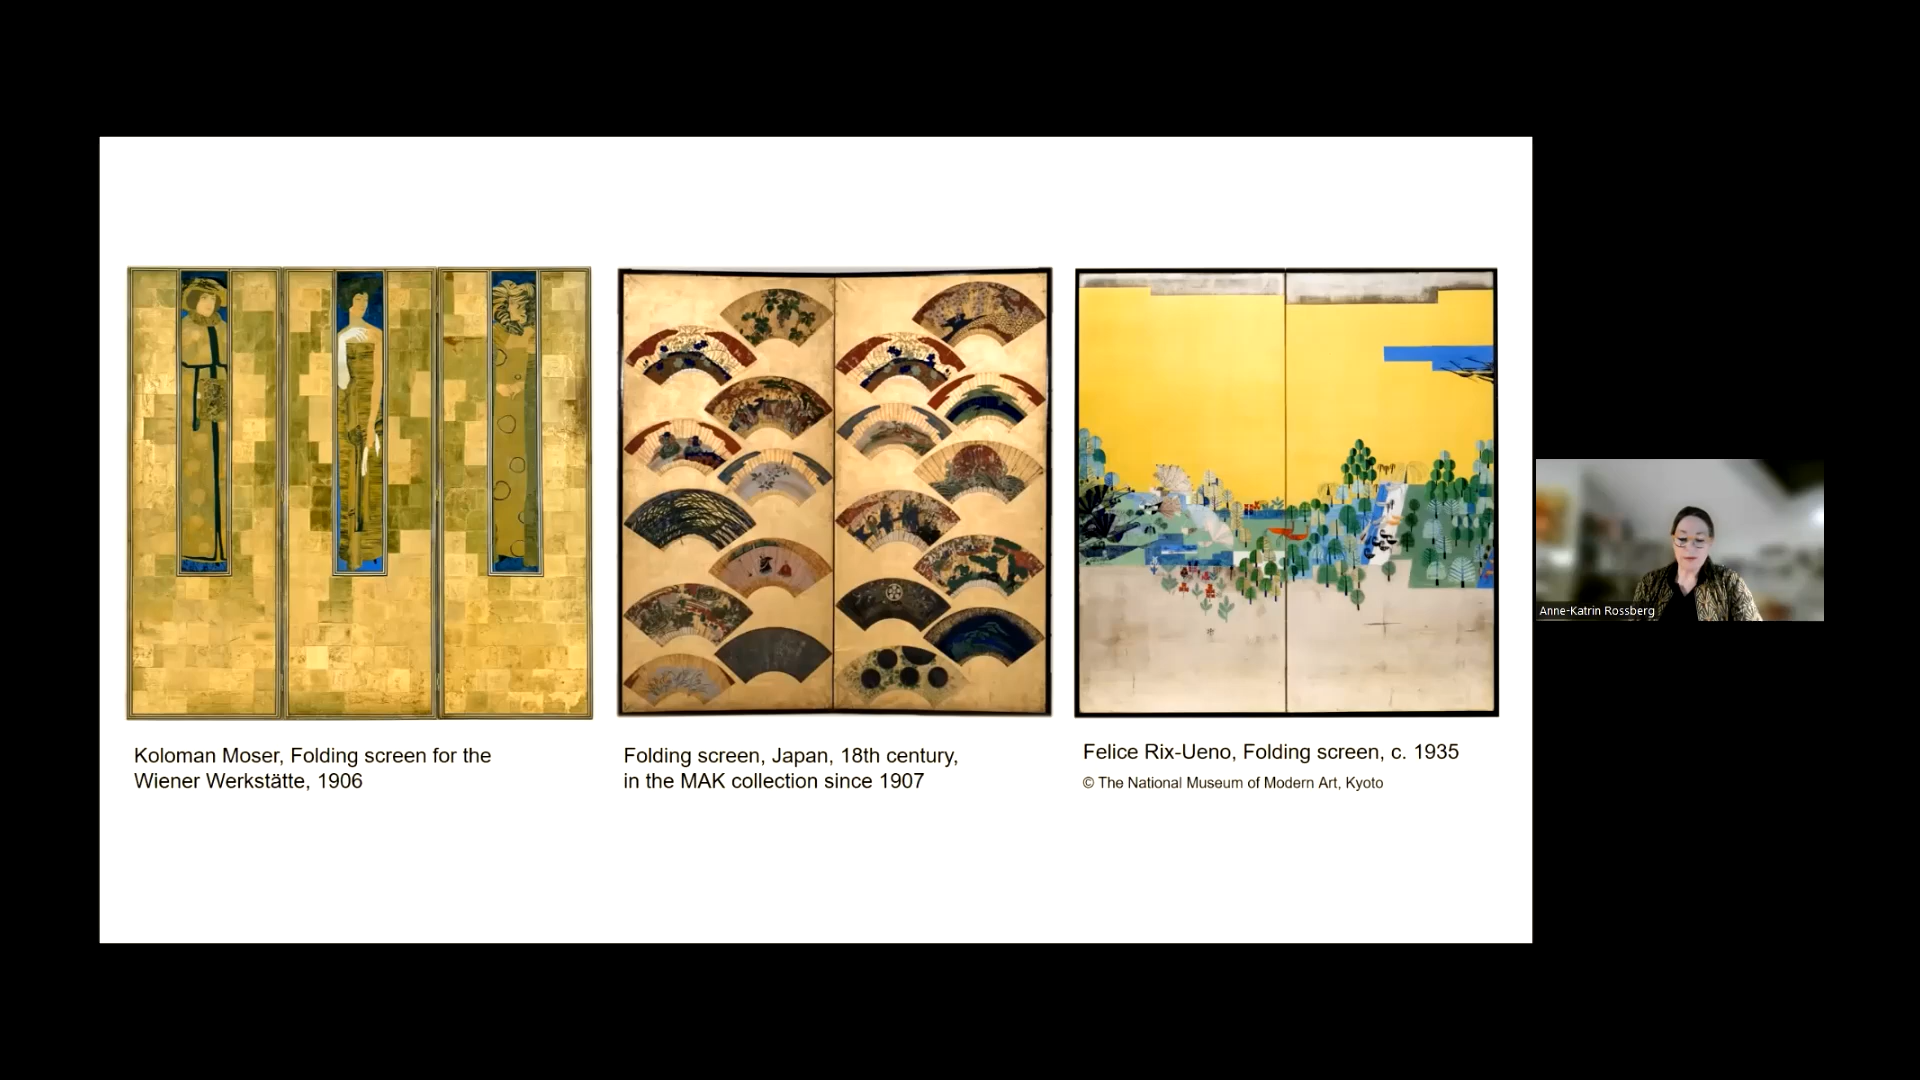 Koloman Moser, Folding screen for the
Wiener Werkstätte, 1906
Folding screen, Japan, 18th century,
in the MAK collection since 1907
Felice Rix-Ueno, Folding screen, c. 1935
© The National Museum of Modern Art, Kyoto
Anne-Katrin Rossberg